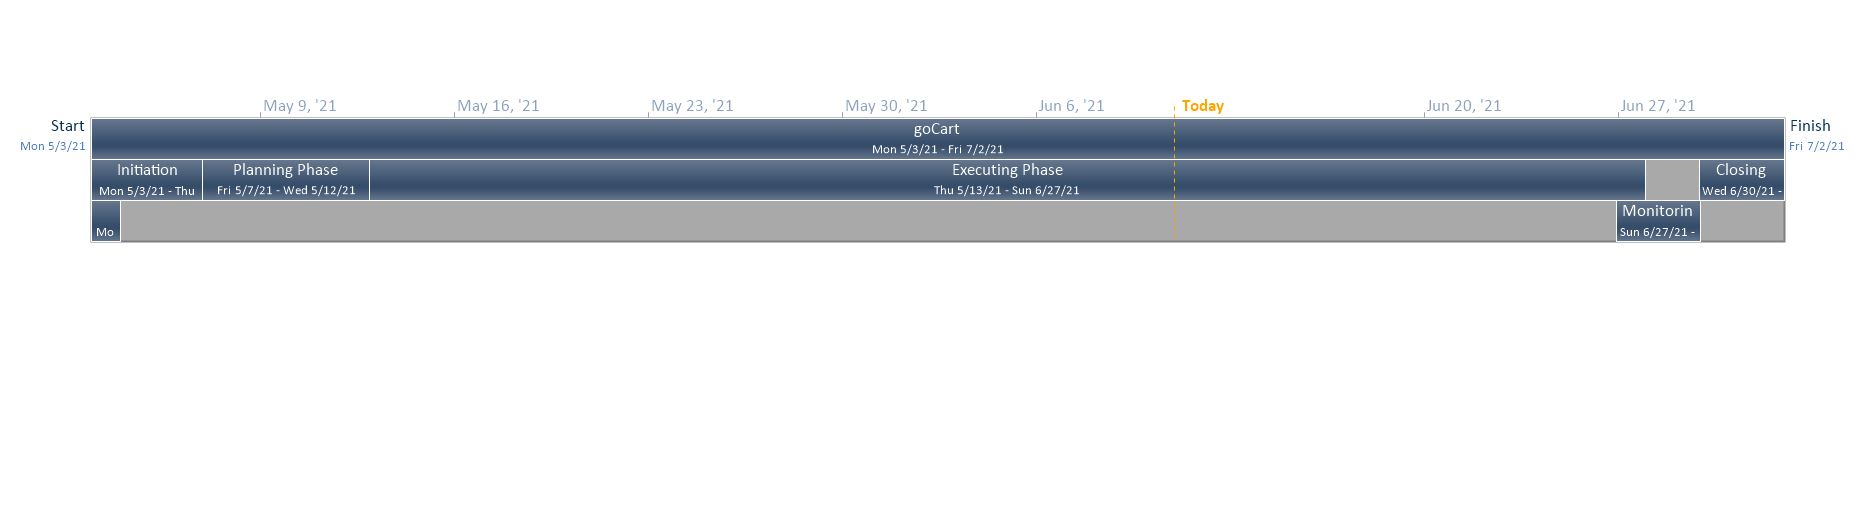 May 9, '21
May 16, '21
May 23, '21
May 30, '21
Jun 6, '21
Today
Jun 20, '21
Jun 27, '21
Start
Mon 5/3/21
goCart
Mon 5/3/21 - Fri 7/2/21
Finish
Fri 7/2/21
Initiation
Mon 5/3/21 - Thu
Planning Phase
Fri 5/7/21 - Wed 5/12/21
Executing Phase
Thu 5/13/21 - Sun 6/27/21
Closing
Wed 6/30/21 -
Mo
Monitorin
Sun 6/27/21 -